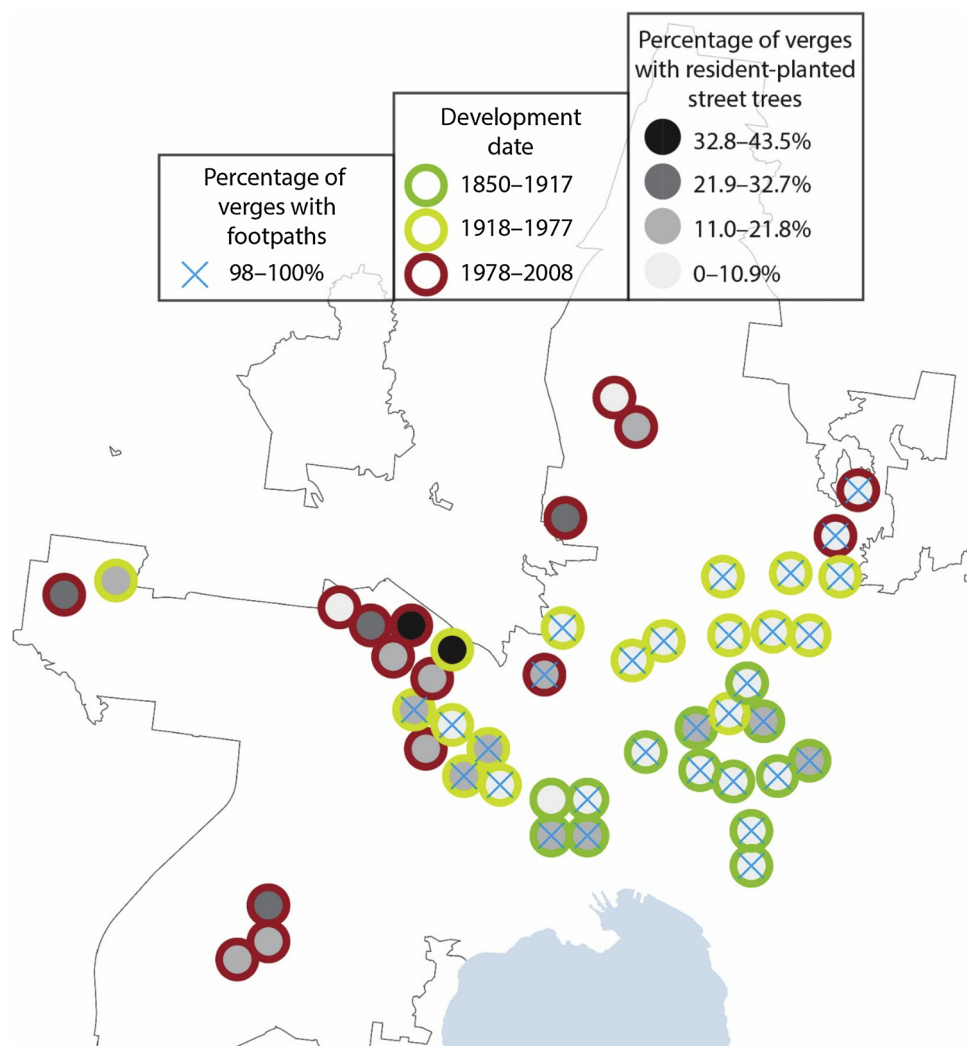 Percentage of
verges with
footpaths
98–100%
Development
date
1850–1917
1918–1977
1978–2008
Percentage of verges
with resident-planted
street trees
32.8–43.5%
21.9–32.7%
11.0–21.8%
0–10.9%